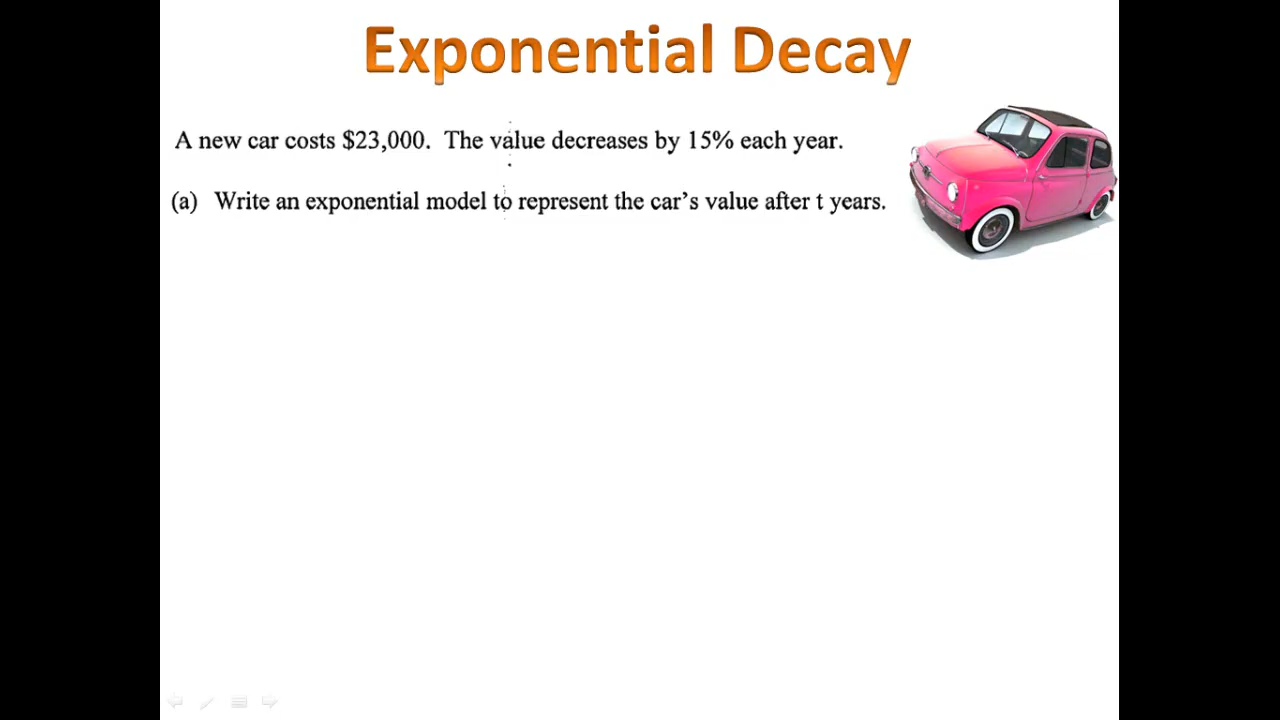 Exponential Decay
A new car costs $23,000. The value decreases by 15% each year.
(a) Write an exponential model to represent the car's value after t years.